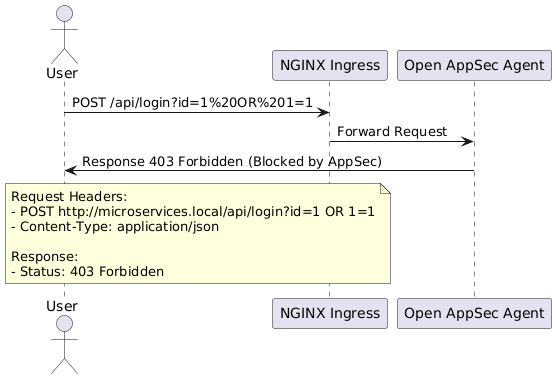 User
NGINX Ingress
Open AppSec Agent
POST /api/login?id=1%20OR%201=1
Forward Request
Response 403 Forbidden (Blocked by AppSec)
Request Headers:
- POST http://microservices.local/api/login?id=1 OR 1=1
- Content-Type: application/json

Response:
- Status: 403 Forbidden
User
NGINX Ingress
Open AppSec Agent